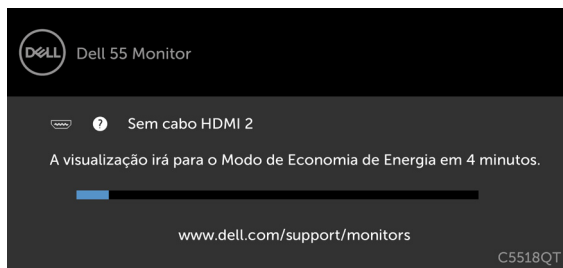 DELL
Dell 55 Monitor
? Sem cabo HDMI 2
A visualização irá para o Modo de Economia de Energia em 4 minutos.
www.dell.com/support/monitors
C5518QT